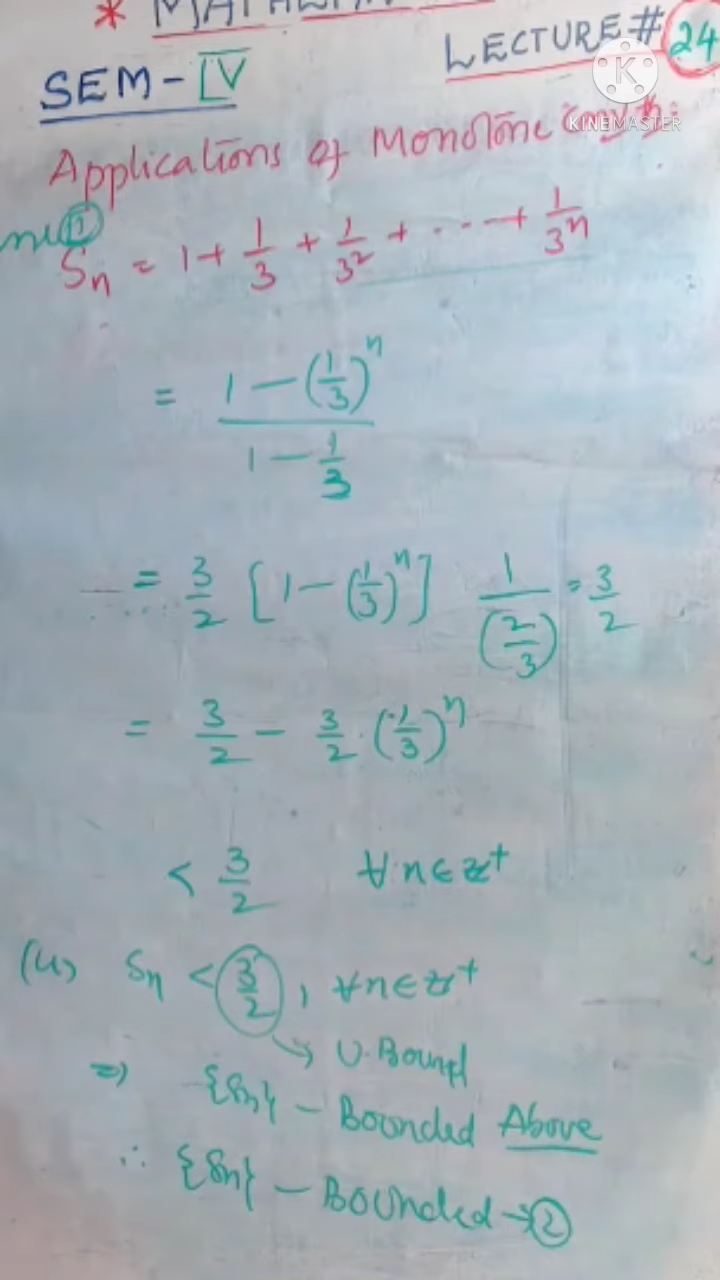 * MATHEM
SEM-IV
LECTURE# 24
KINEMASTER
Applications of Monotone
Sn = 1 + 1/3 + 1/3² + ... + 1/3ⁿ
= (1 - (1/3)ⁿ) / (1 - 1/3)
= 3/2 [1 - (1/3)ⁿ] 1/(2/3) = 3/2
= 3/2 - 3/2 · (1/3)ⁿ
< 3/2 ∀ n ∈ Z⁺
Sn < 3/2, ∀ n ∈ Z⁺
→ U. Bound
⇒ {Sn} - Bounded Above
∴ {Sn} - Bounded → ②